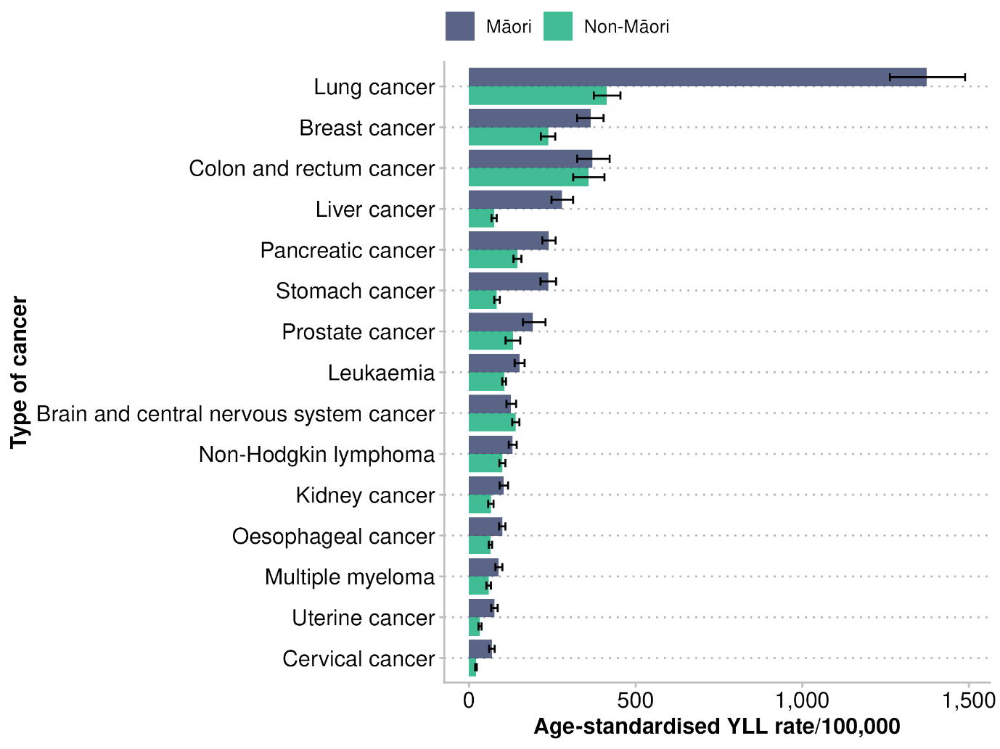 Māori
Non-Māori
Lung cancer
Breast cancer
Colon and rectum cancer
Liver cancer
Pancreatic cancer
Stomach cancer
Prostate cancer
Leukaemia
Brain and central nervous system cancer
Non-Hodgkin lymphoma
Kidney cancer
Oesophageal cancer
Multiple myeloma
Uterine cancer
Cervical cancer
Type of cancer
0 500 1,000 1,500
Age-standardised YLL rate/100,000